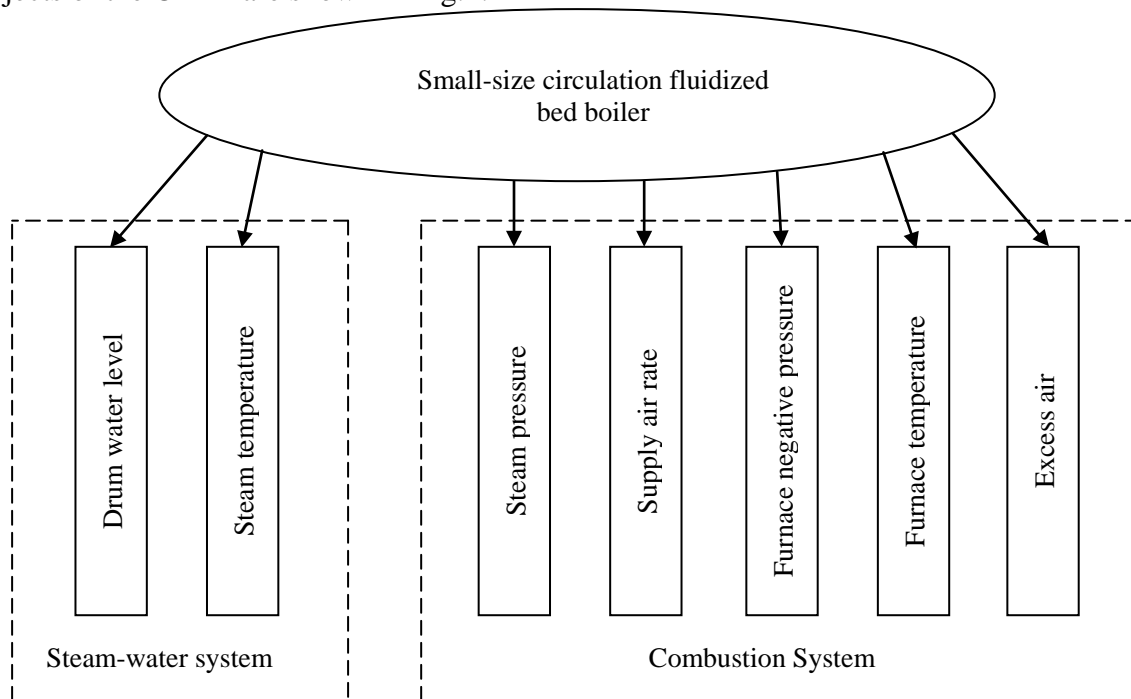 Small-size circulation fluidized
bed boiler
Drum water level
Steam temperature
Steam pressure
Supply air rate
Furnace negative pressure
Furnace temperature
Excess air
Steam-water system
Combustion System